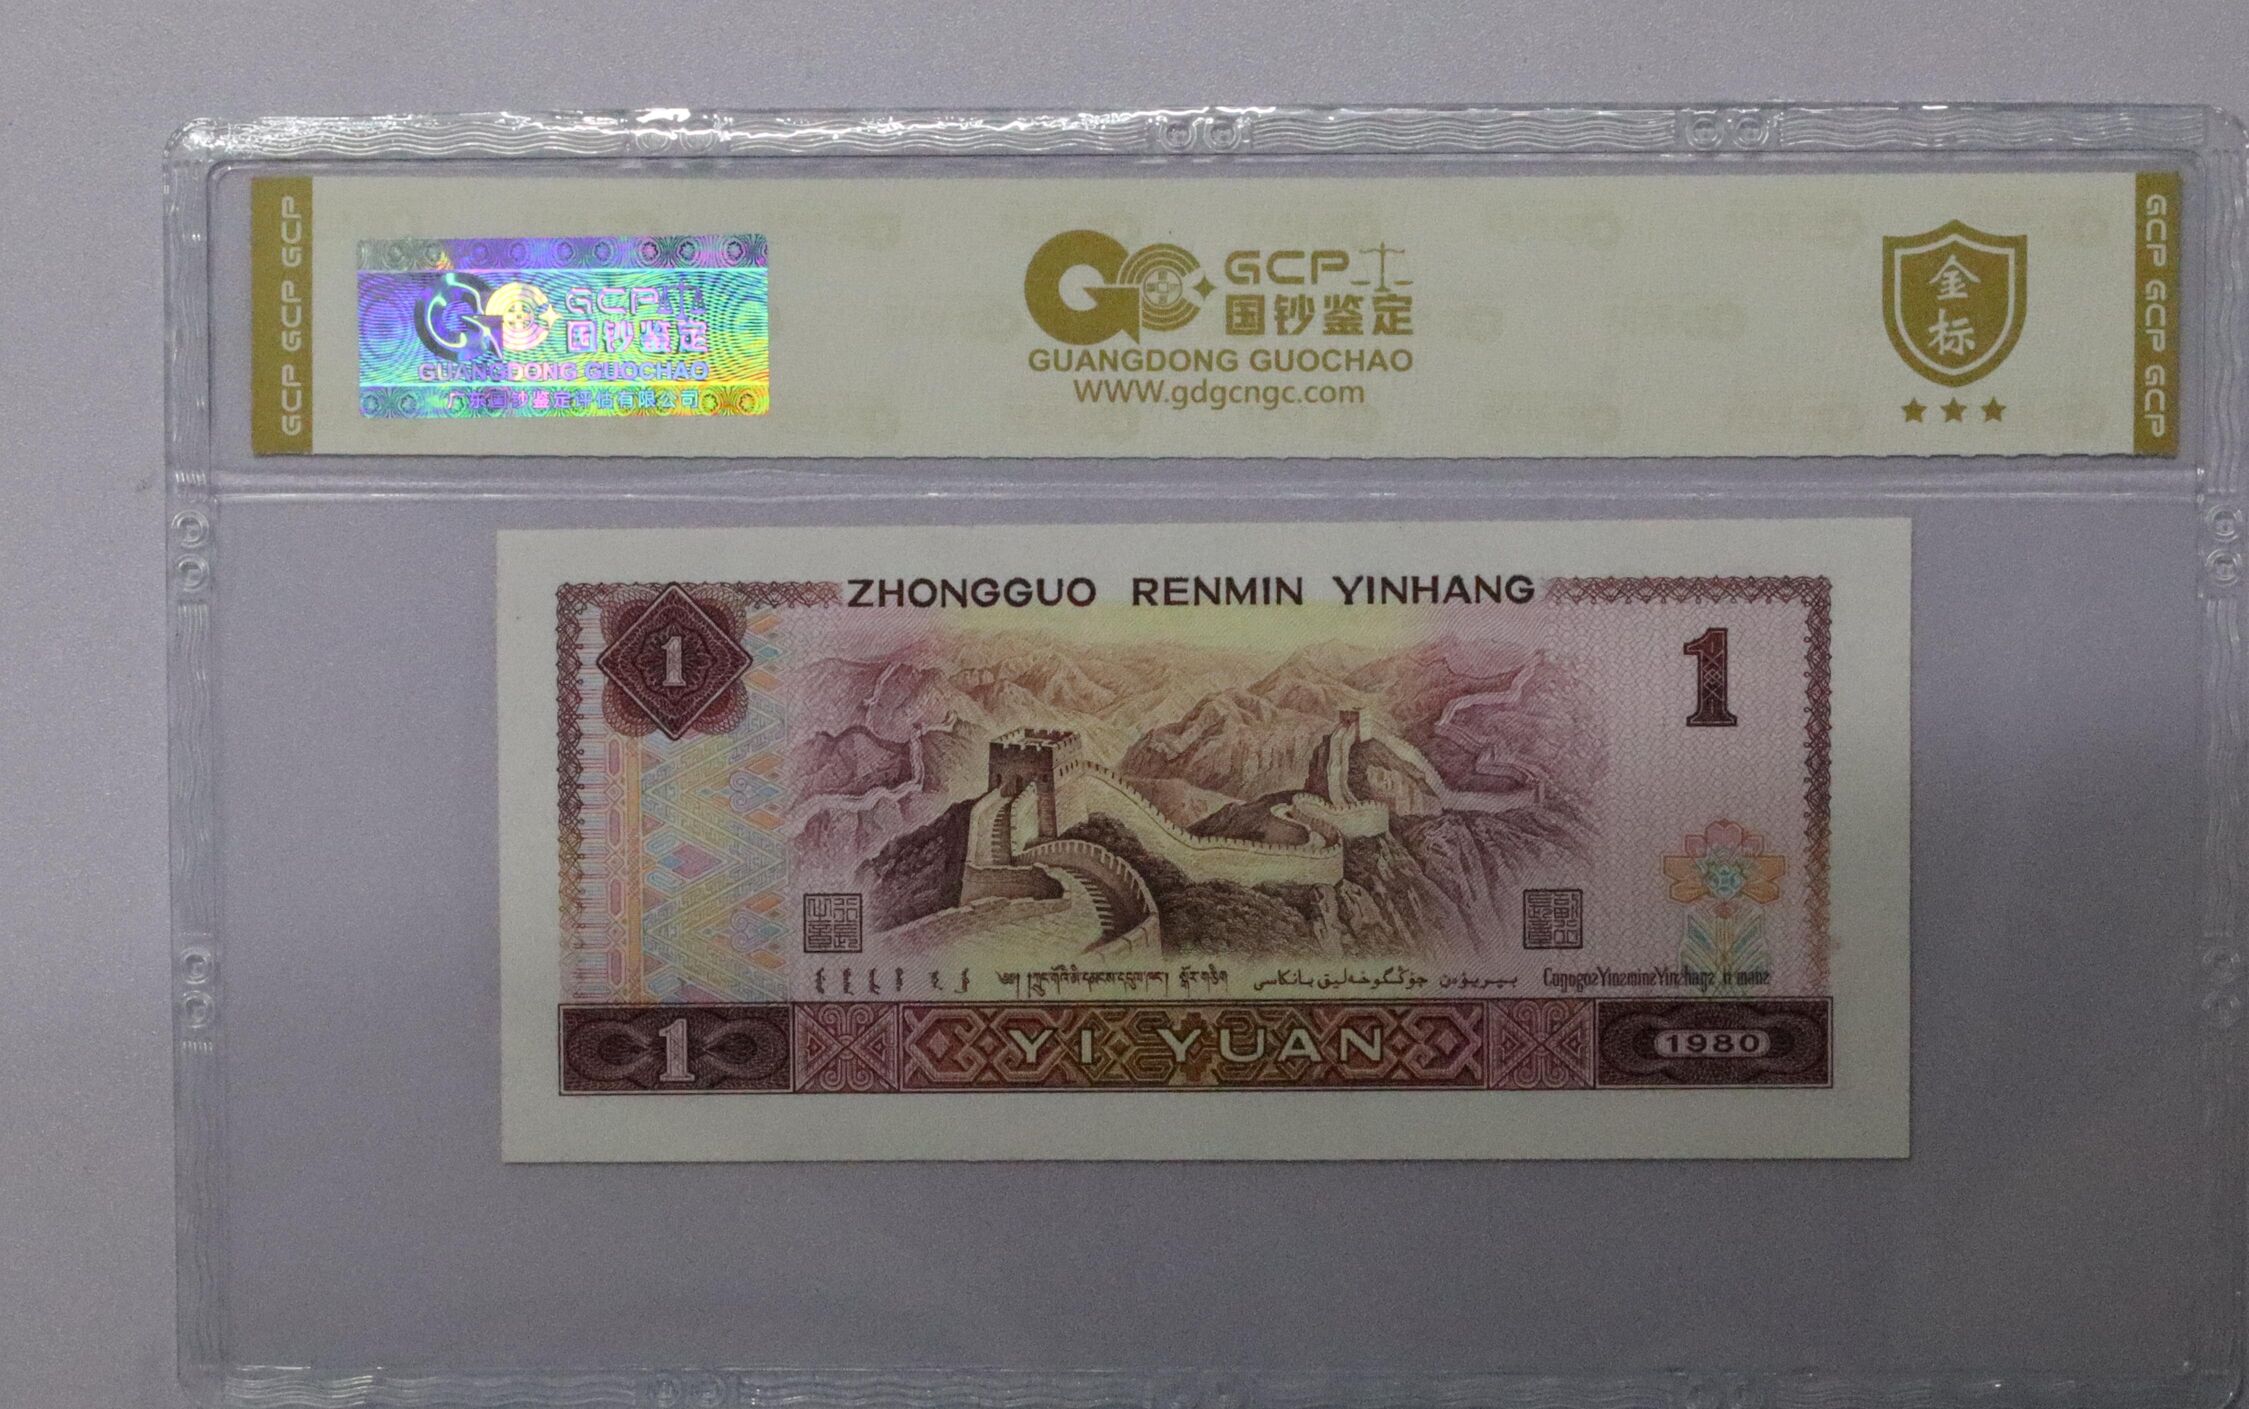 GCP GCP GCP
GCP
国钞鉴定
GUANGDONG GUOCHAO
广东国钞鉴定评估有限公司
GCP
国钞鉴定
GUANGDONG GUOCHAO
WWW.gdgcngc.com
金
标
GCP GCP GCP
ZHONGGUO RENMIN YINHANG
1
1
1
YI YUAN
1980